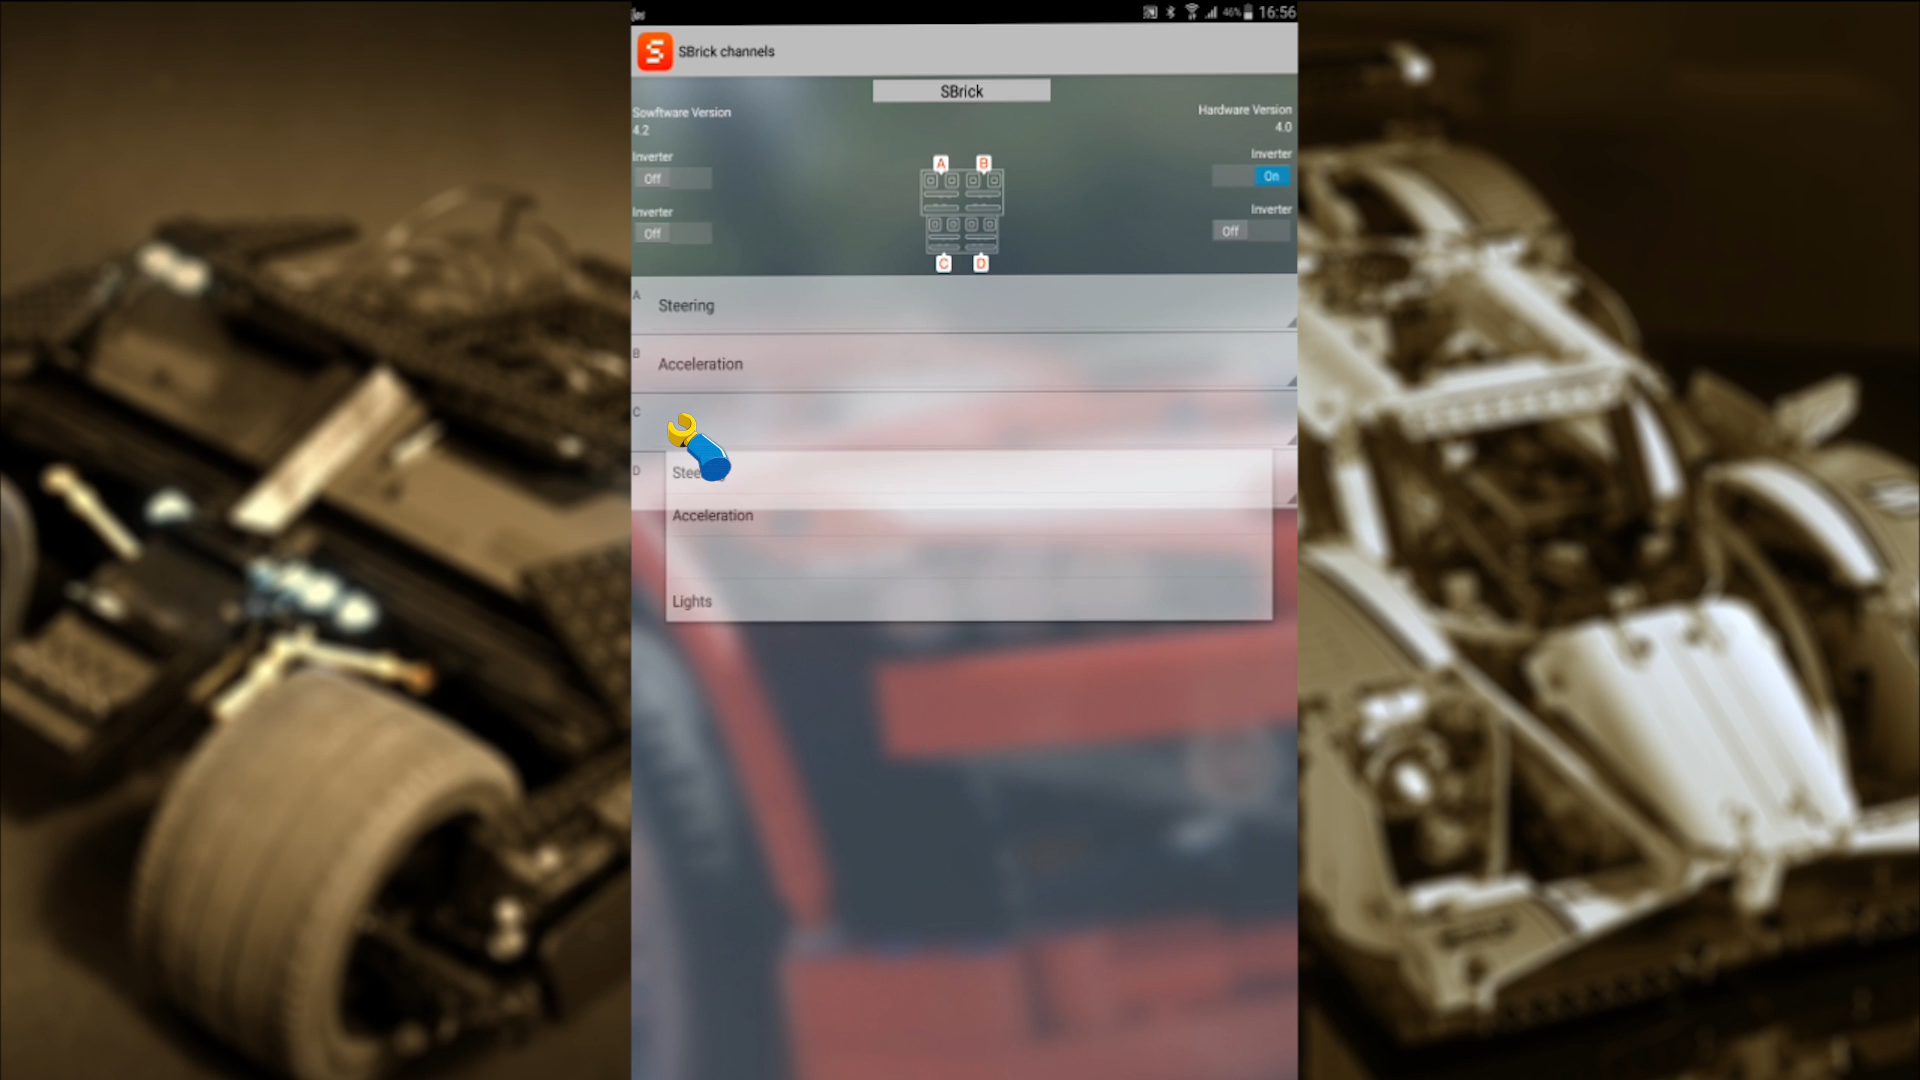 46% 16:56
SBrick channels
SBrick
Sowftware Version
4.2
Hardware Version
4.0
Inverter
Off
Inverter
On
A B
Inverter
Off
Inverter
Off
C D
A
Steering
B
Acceleration
C
D
Acceleration
Lights